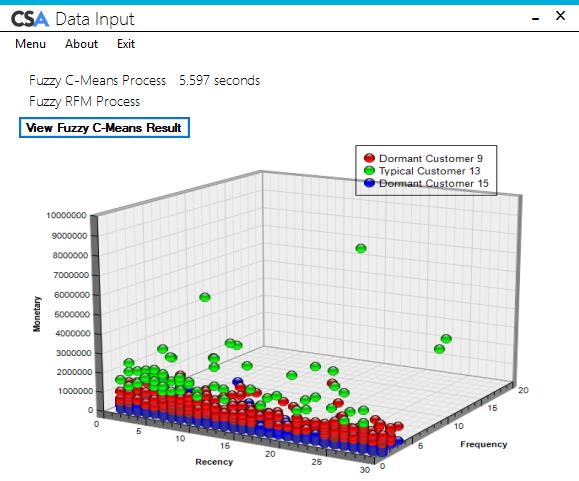 CSA Data Input
Menu About Exit
Fuzzy C-Means Process 5.597 seconds
Fuzzy RFM Process
View Fuzzy C-Means Result
Dormant Customer 9
Typical Customer 13
Dormant Customer 15
10000000
9000000
8000000
7000000
6000000
5000000
4000000
3000000
2000000
1000000
0
Monetary
0
5
10
15
20
25
30
Recency
0
5
10
15
20
Frequency